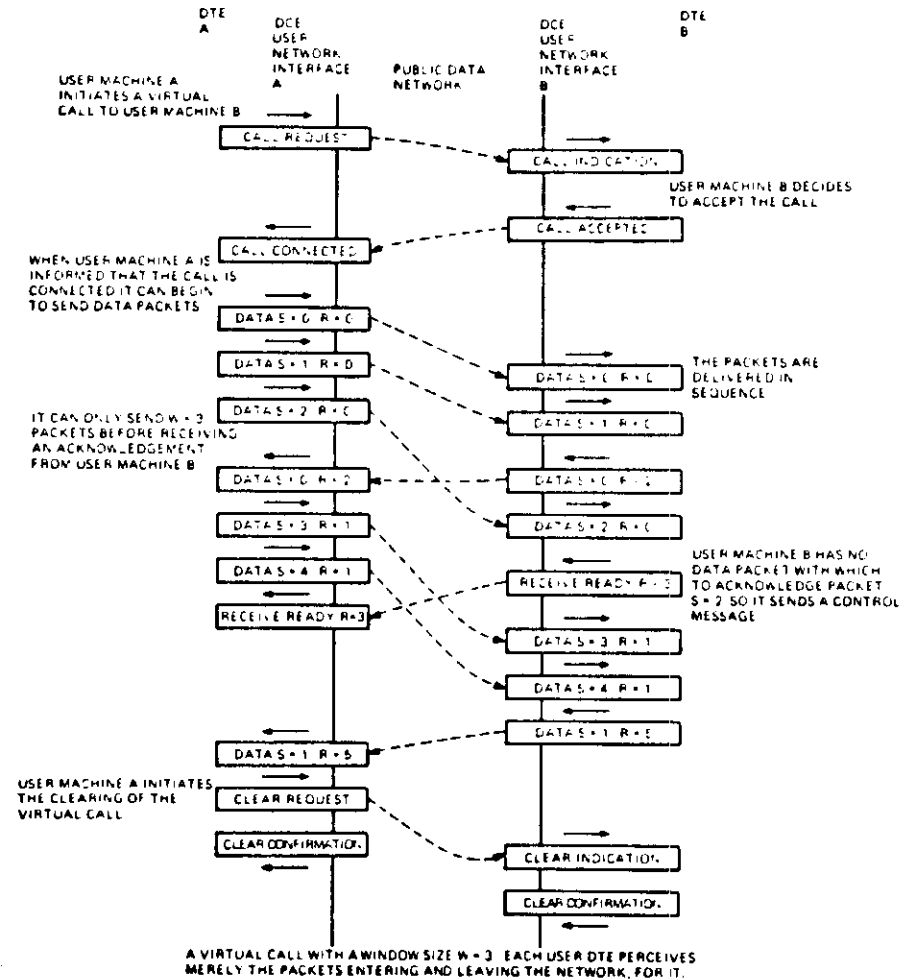 DTE
A
DCE
USER
NETWORK
INTERFACE
A
PUBLIC DATA
NETWORK
DCE
USER
NETWORK
INTERFACE
B
DTE
B
USER MACHINE A
INITIATES A VIRTUAL
CALL TO USER MACHINE B
CALL REQUEST
CALL INDICATION
USER MACHINE B DECIDES
TO ACCEPT THE CALL
CALL ACCEPTED
CALL CONNECTED
WHEN USER MACHINE A IS
INFORMED THAT THE CALL IS
CONNECTED IT CAN BEGIN
TO SEND DATA PACKETS
DATA S = 0 R = 0
DATA S = 1 R = 0
DATA S = 0 R = 0
THE PACKETS ARE
DELIVERED IN
SEQUENCE
DATA S = 2 R = 0
DATA S = 1 R = 0
IT CAN ONLY SEND W = 3
PACKETS BEFORE RECEIVING
AN ACKNOWLEDGEMENT
FROM USER MACHINE B
DATA S = 0 R = 2
DATA S = 0 R = 2
DATA S = 3 R = 1
DATA S = 2 R = 0
DATA S = 4 R = 1
RECEIVE READY R = 3
USER MACHINE B HAS NO
DATA PACKET WITH WHICH
TO ACKNOWLEDGE PACKET
S = 2 SO IT SENDS A CONTROL
MESSAGE
RECEIVE READY R=3
DATA S = 3 R = 1
DATA S = 4 R = 1
DATA S = 1 R = 5
DATA S = 1 R = 5
USER MACHINE A INITIATES
THE CLEARING OF THE
VIRTUAL CALL
CLEAR REQUEST
CLEAR CONFIRMATION
CLEAR INDICATION
CLEAR CONFIRMATION
A VIRTUAL CALL WITH A WINDOW SIZE W = 3 EACH USER DTE PERCEIVES
MERELY THE PACKETS ENTERING AND LEAVING THE NETWORK, FOR IT.